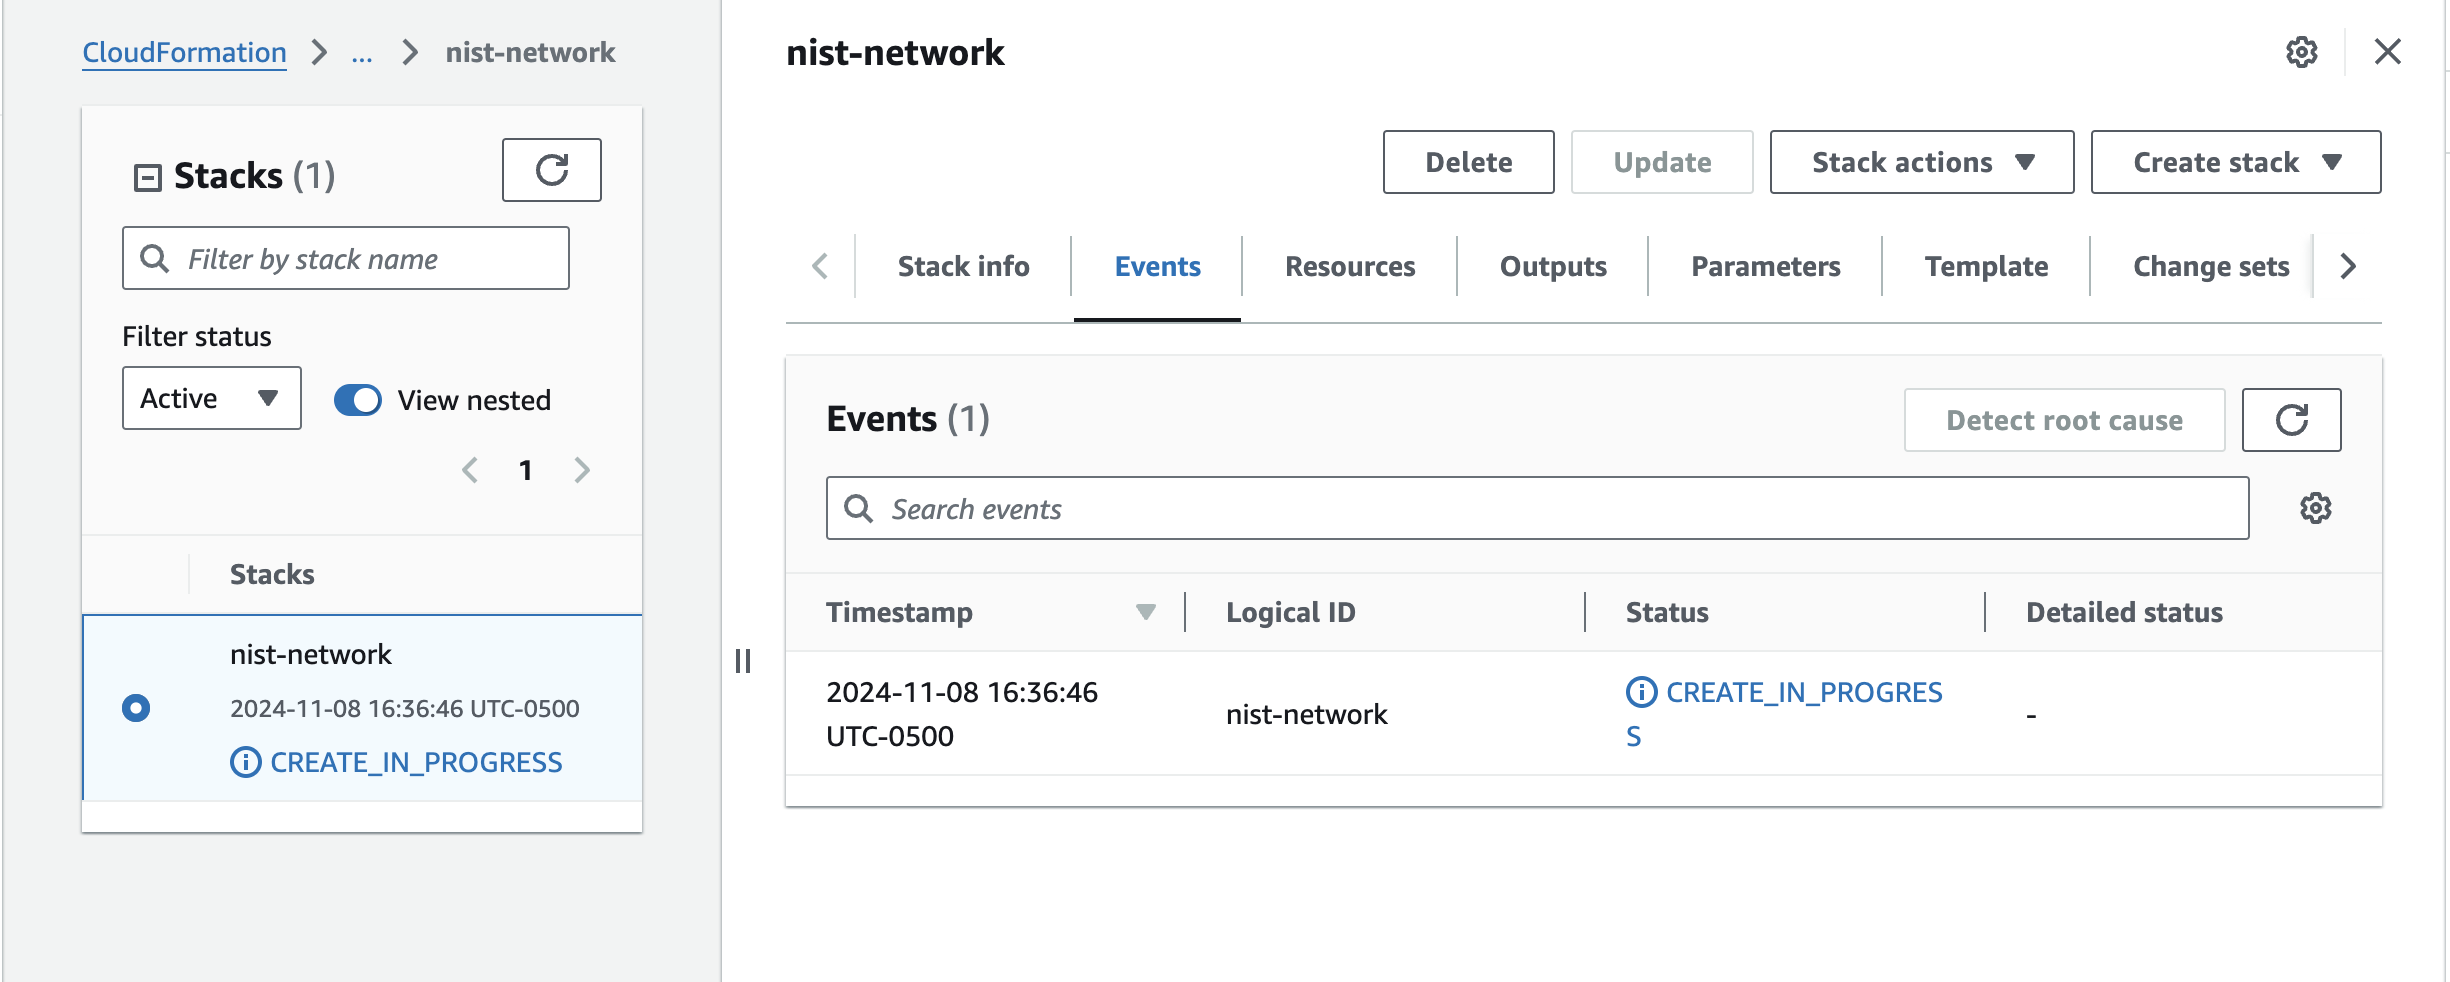 CloudFormation > ... > nist-network
Stacks (1)
Filter by stack name
Filter status
Active
View nested
1
Stacks
nist-network
2024-11-08 16:36:46 UTC-0500
CREATE_IN_PROGRESS
nist-network
Delete
Update
Stack actions
Create stack
Stack info
Events
Resources
Outputs
Parameters
Template
Change sets
Events (1)
Detect root cause
Search events
Timestamp
Logical ID
Status
Detailed status
2024-11-08 16:36:46
UTC-0500
nist-network
CREATE_IN_PROGRES
S
-